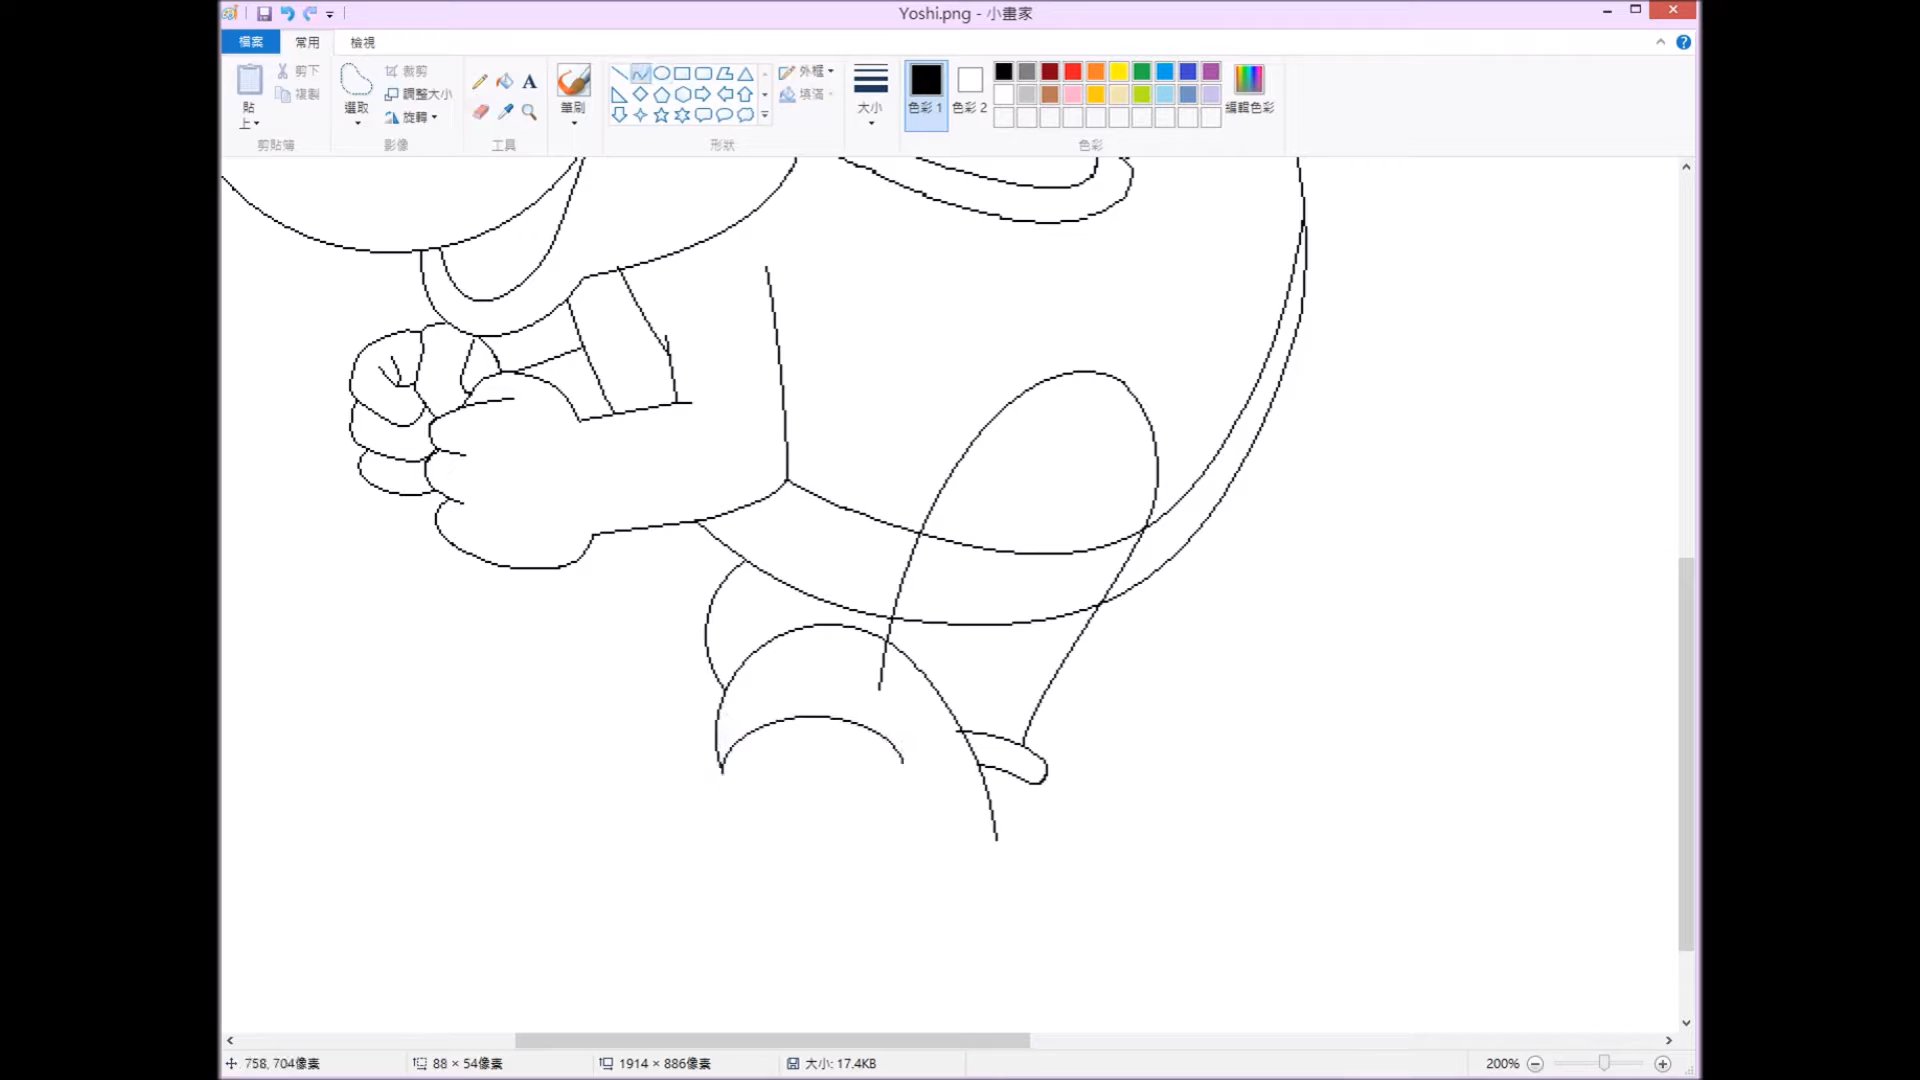 Yoshi.png - 小畫家
檔案 常用 檢視
貼上
剪下
複製
剪貼簿
選取
裁剪
調整大小
旋轉
影像
A
工具
筆刷
外框
填滿
形狀
大小
色彩 1
色彩 2
編輯色彩
色彩
758, 704像素
88 × 54像素
1914 × 886像素
大小: 17.4KB
200%